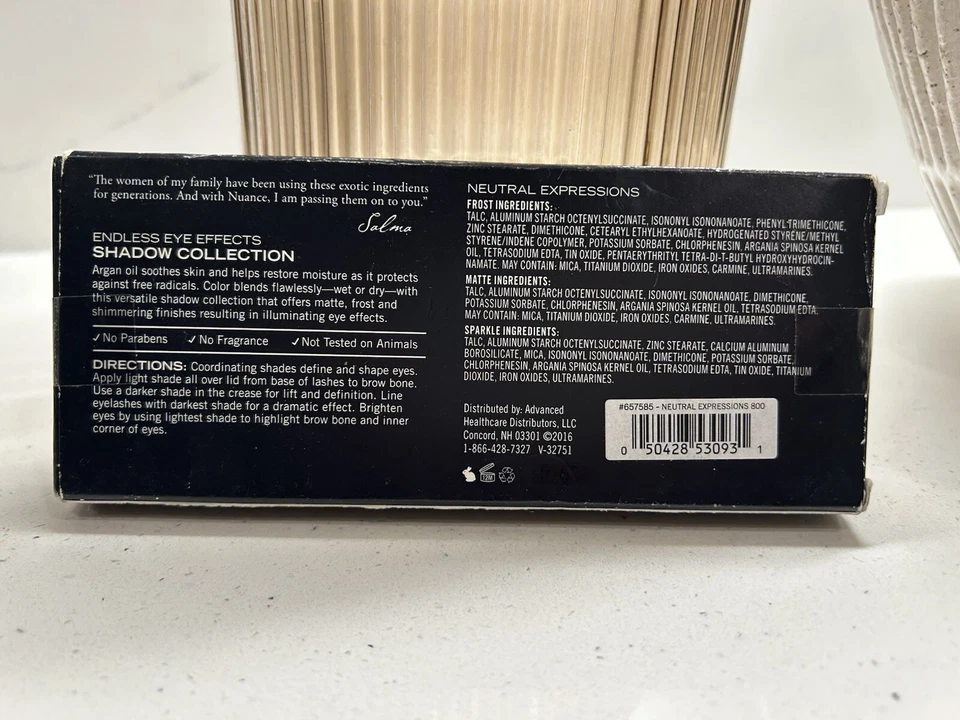 “The women of my family have been using these exotic ingredients
for generations. And with Nuance, I am passing them on to you.”
Salma
ENDLESS EYE EFFECTS
SHADOW COLLECTION
Argan oil soothes skin and helps restore moisture as it protects
against free radicals. Color blends flawlessly—wet or dry—with
this versatile shadow collection that offers matte, frost and
shimmering finishes resulting in illuminating eye effects.
✓ No Parabens ✓ No Fragrance ✓ Not Tested on Animals
DIRECTIONS: Coordinating shades define and shape eyes.
Apply light shade all over lid from base of lashes to brow bone.
Use a darker shade in the crease for lift and definition. Line
eyelashes with darkest shade for a dramatic effect. Brighten
eyes by using lightest shade to highlight brow bone and inner
corner of eyes.
NEUTRAL EXPRESSIONS
FROST INGREDIENTS:
TALC, ALUMINUM STARCH OCTENYLSUCCINATE, ISONONYL ISONONANOATE, PHENYLTRIMETHICONE,
ZINC STEARATE, DIMETHICONE, CETEARYL ETHYLHEXANOATE, HYDROGENATED STYRENE/METHYL
STYRENE/INDENE COPOLYMER, POTASSIUM SORBATE, CHLORPHENESIN, ARGANIA SPINOSA KERNEL
OIL, TETRASODIUM EDTA, TIN OXIDE, PENTAERYTHRITYL TETRA-DI-T-BUTYL HYDROXYHYDROCIN-
NAMATE. MAY CONTAIN: MICA, TITANIUM DIOXIDE, IRON OXIDES, CARMINE, ULTRAMARINES.
MATTE INGREDIENTS:
TALC, ALUMINUM STARCH OCTENYLSUCCINATE, ISONONYL ISONONANOATE, DIMETHICONE,
POTASSIUM SORBATE, CHLORPHENESIN, ARGANIA SPINOSA KERNEL OIL, TETRASODIUM EDTA.
MAY CONTAIN: MICA, TITANIUM DIOXIDE, IRON OXIDES, CARMINE, ULTRAMARINES.
SPARKLE INGREDIENTS:
TALC, ALUMINUM STARCH OCTENYLSUCCINATE, ZINC STEARATE, CALCIUM ALUMINUM
BOROSILICATE, MICA, ISONONYL ISONONANOATE, DIMETHICONE, POTASSIUM SORBATE,
CHLORPHENESIN, ARGANIA SPINOSA KERNEL OIL, TETRASODIUM EDTA, TIN OXIDE, TITANIUM
DIOXIDE, IRON OXIDES, ULTRAMARINES.
Distributed by: Advanced
Healthcare Distributors, LLC
Concord, NH 03301 ©2016
1-866-428-7327 V-32751
12M
#657585 - NEUTRAL EXPRESSIONS 800
0 50428 53093 1